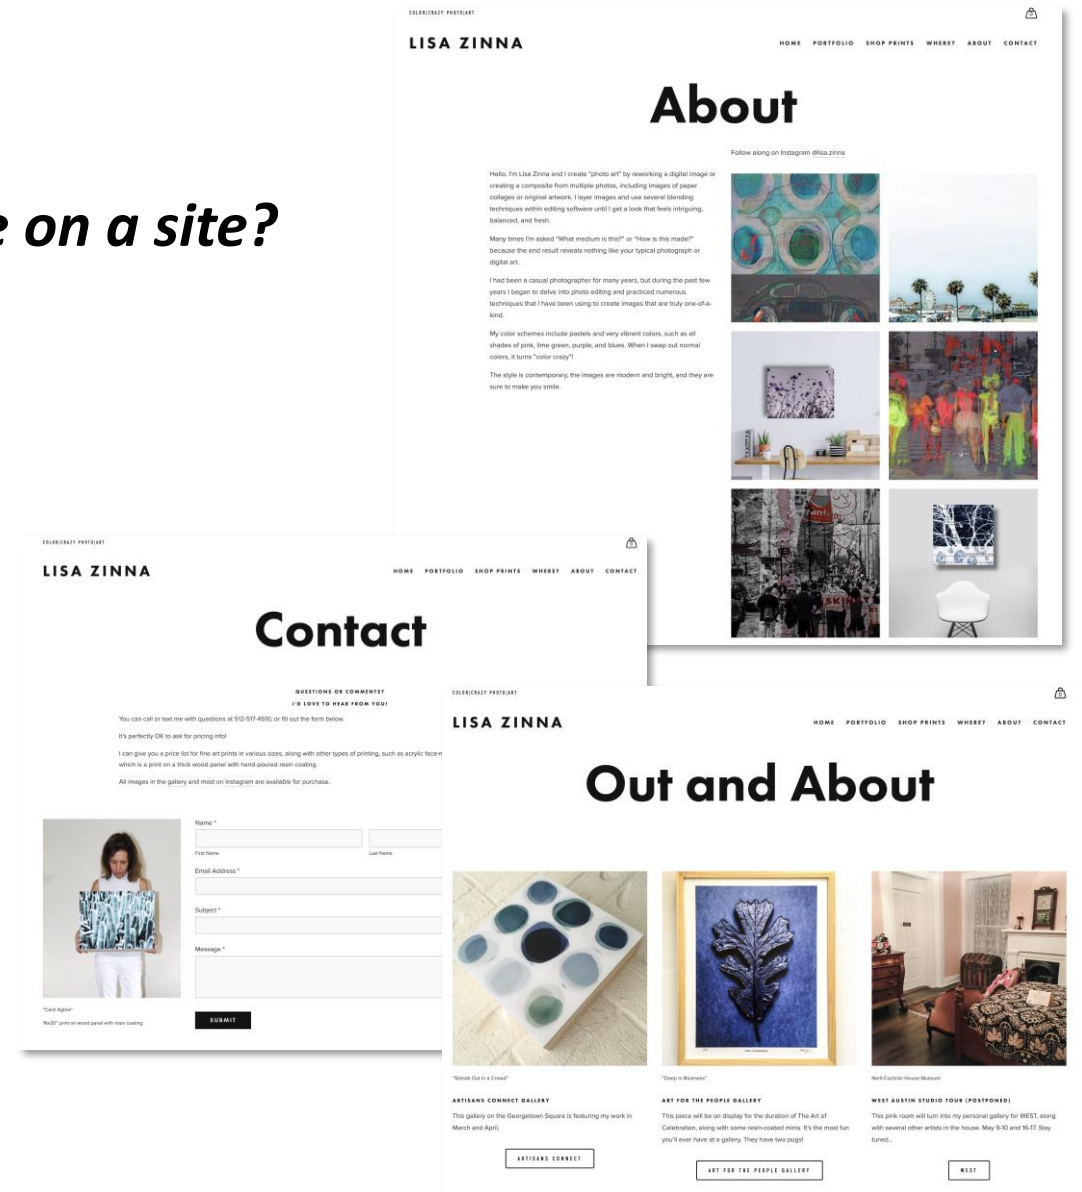 e on a site?
COLOR|CRAZY PHOTO|ART
0
LISA ZINNA
HOME PORTFOLIO SHOP PRINTS WHERE? ABOUT CONTACT
About
Follow along on Instagram @lisa.zinna
Hello. I'm Lisa Zinna and I create "photo art" by reworking a digital image or
creating a composite from multiple photos, including images of paper
collages or original artwork. I layer images and use several blending
techniques within editing software until I get a look that feels intriguing,
balanced, and fresh.
Many times I'm asked "What medium is this?" or "How is this made?"
because the end result reveals nothing like your typical photograph or
digital art.
I had been a casual photographer for many years, but during the past few
years I began to delve into photo editing and practiced numerous
techniques that I have been using to create images that are truly one-of-a-
kind.
My color schemes include pastels and very vibrant colors, such as all
shades of pink, lime green, purple, and blues. When I swap out normal
colors, it turns "color crazy"!
The style is contemporary, the images are modern and bright, and they are
sure to make you smile.
COLOR|CRAZY PHOTO|ART
0
LISA ZINNA
HOME PORTFOLIO SHOP PRINTS WHERE? ABOUT CONTACT
Contact
QUESTIONS OR COMMENTS?
I'D LOVE TO HEAR FROM YOU!
You can call or text me with questions at 512-517-4510, or fill out the form below.
It's perfectly OK to ask for pricing info!
I can give you a price list for fine art prints in various sizes, along with other types of printing, such as acrylic face-m
which is a print on a thick wood panel with hand-poured resin coating.
All images in the gallery and most on Instagram are available for purchase.
Name *
First Name Last Name
Email Address *
Subject *
Message *
SUBMIT
"Cecil Aglow"
16x20" print on wood panel with resin coating
COLOR|CRAZY PHOTO|ART
0
LISA ZINNA
HOME PORTFOLIO SHOP PRINTS WHERE? ABOUT CONTACT
Out and About
"Stands Out in a Crowd"
ARTISANS CONNECT GALLERY
This gallery on the Georgetown Square is featuring my work in
March and April.
ARTISANS CONNECT
"Deep in Blueness"
ART FOR THE PEOPLE GALLERY
This piece will be on display for the duration of The Art of
Celebration, along with some resin-coated minis. It's the most fun
you'll ever have at a gallery. They have two pugs!
ART FOR THE PEOPLE GALLERY
Neill-Cochran House Museum
WEST AUSTIN STUDIO TOUR (POSTPONED)
This pink room will turn into my personal gallery for WEST, along
with several other artists in the house. May 9-10 and 16-17. Stay
tuned...
WEST